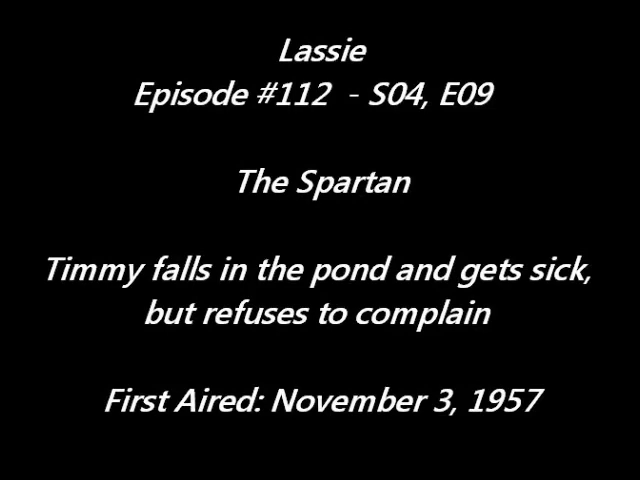 Lassie
Episode #112 - S04, E09
The Spartan
Timmy falls in the pond and gets sick,
but refuses to complain
First Aired: November 3, 1957